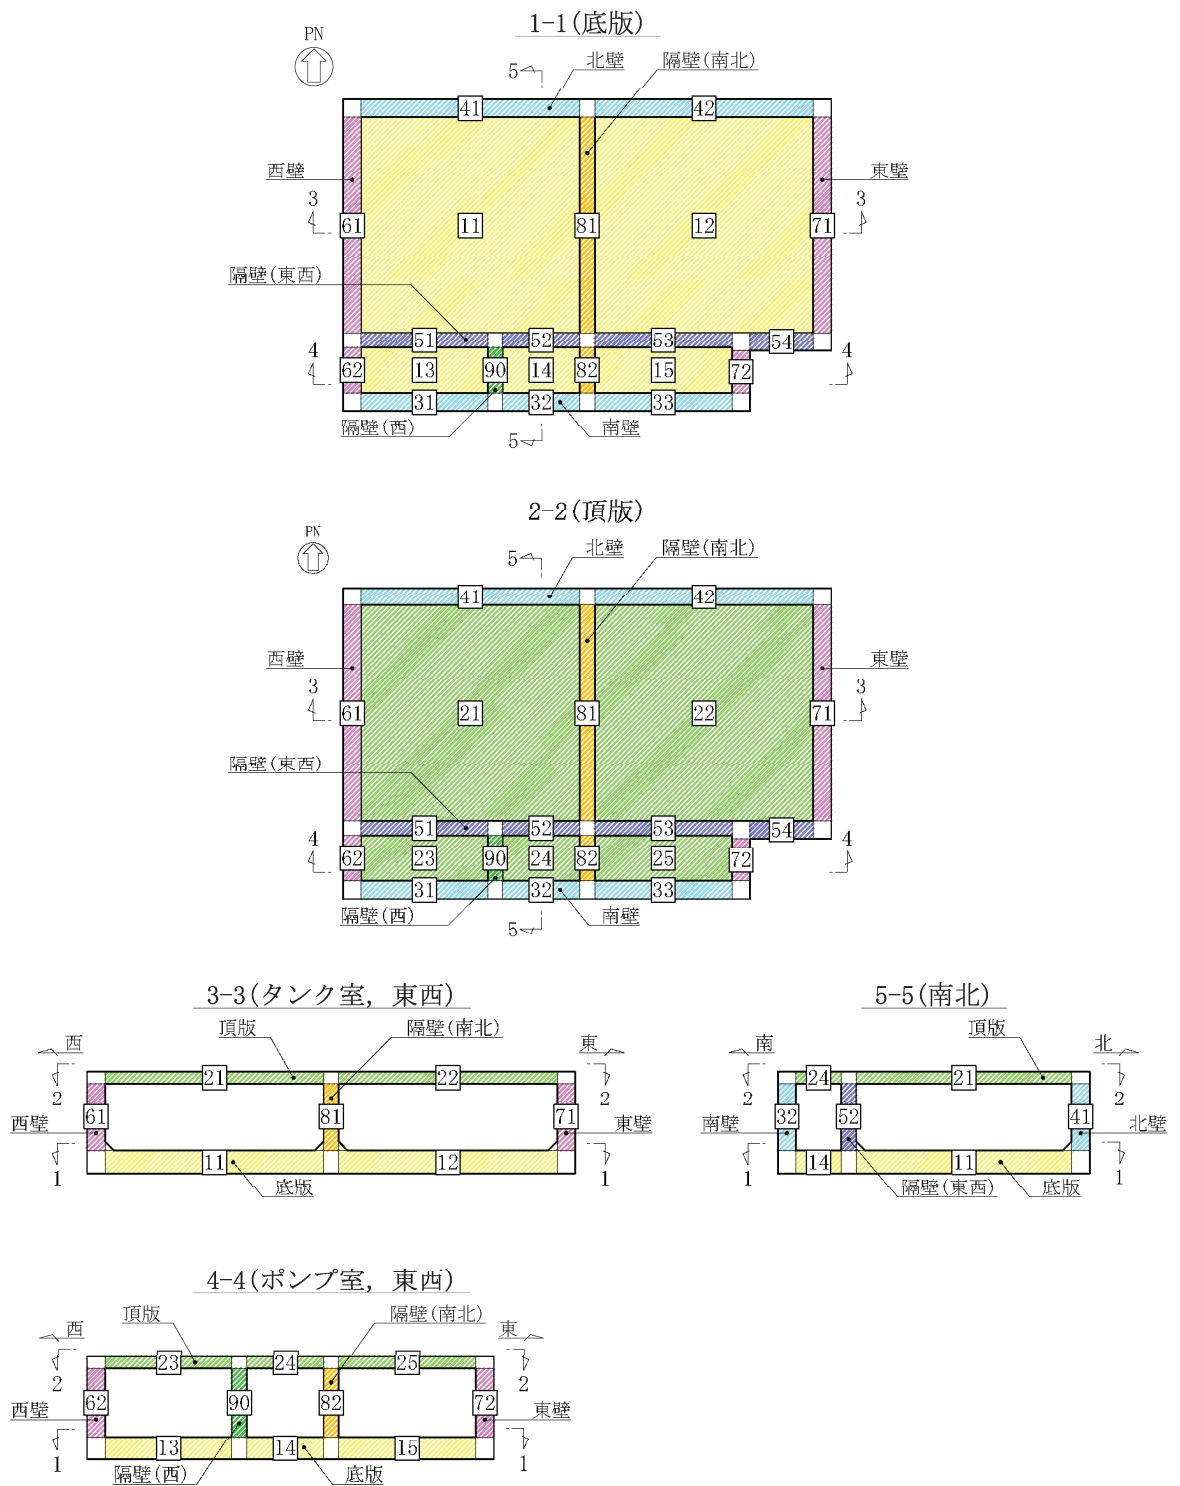 1-1(底版)
PN
5
北壁
隔壁(南北)
41
42
西壁
東壁
3
3
61
11
81
12
71
隔壁(東西)
51
52
53
54
4
4
62
13
90
14
82
15
72
31
32
33
隔壁(西)
南壁
5
2-2(頂版)
PN
5
北壁
隔壁(南北)
41
42
西壁
東壁
3
3
61
21
81
22
71
隔壁(東西)
51
52
53
54
4
4
62
23
90
24
82
25
72
31
32
33
隔壁(西)
南壁
5
3-3(タンク室, 東西)
頂版
隔壁(南北)
西
東
21
22
2
2
61
81
71
西壁
東壁
11
12
1
1
底版
5-5(南北)
頂版
南
北
24
21
2
2
32
52
41
南壁
北壁
14
11
1
1
隔壁(東西)
底版
4-4(ポンプ室, 東西)
頂版
隔壁(南北)
西
東
23
24
25
2
2
62
90
82
72
西壁
東壁
13
14
15
1
1
隔壁(西)
底版